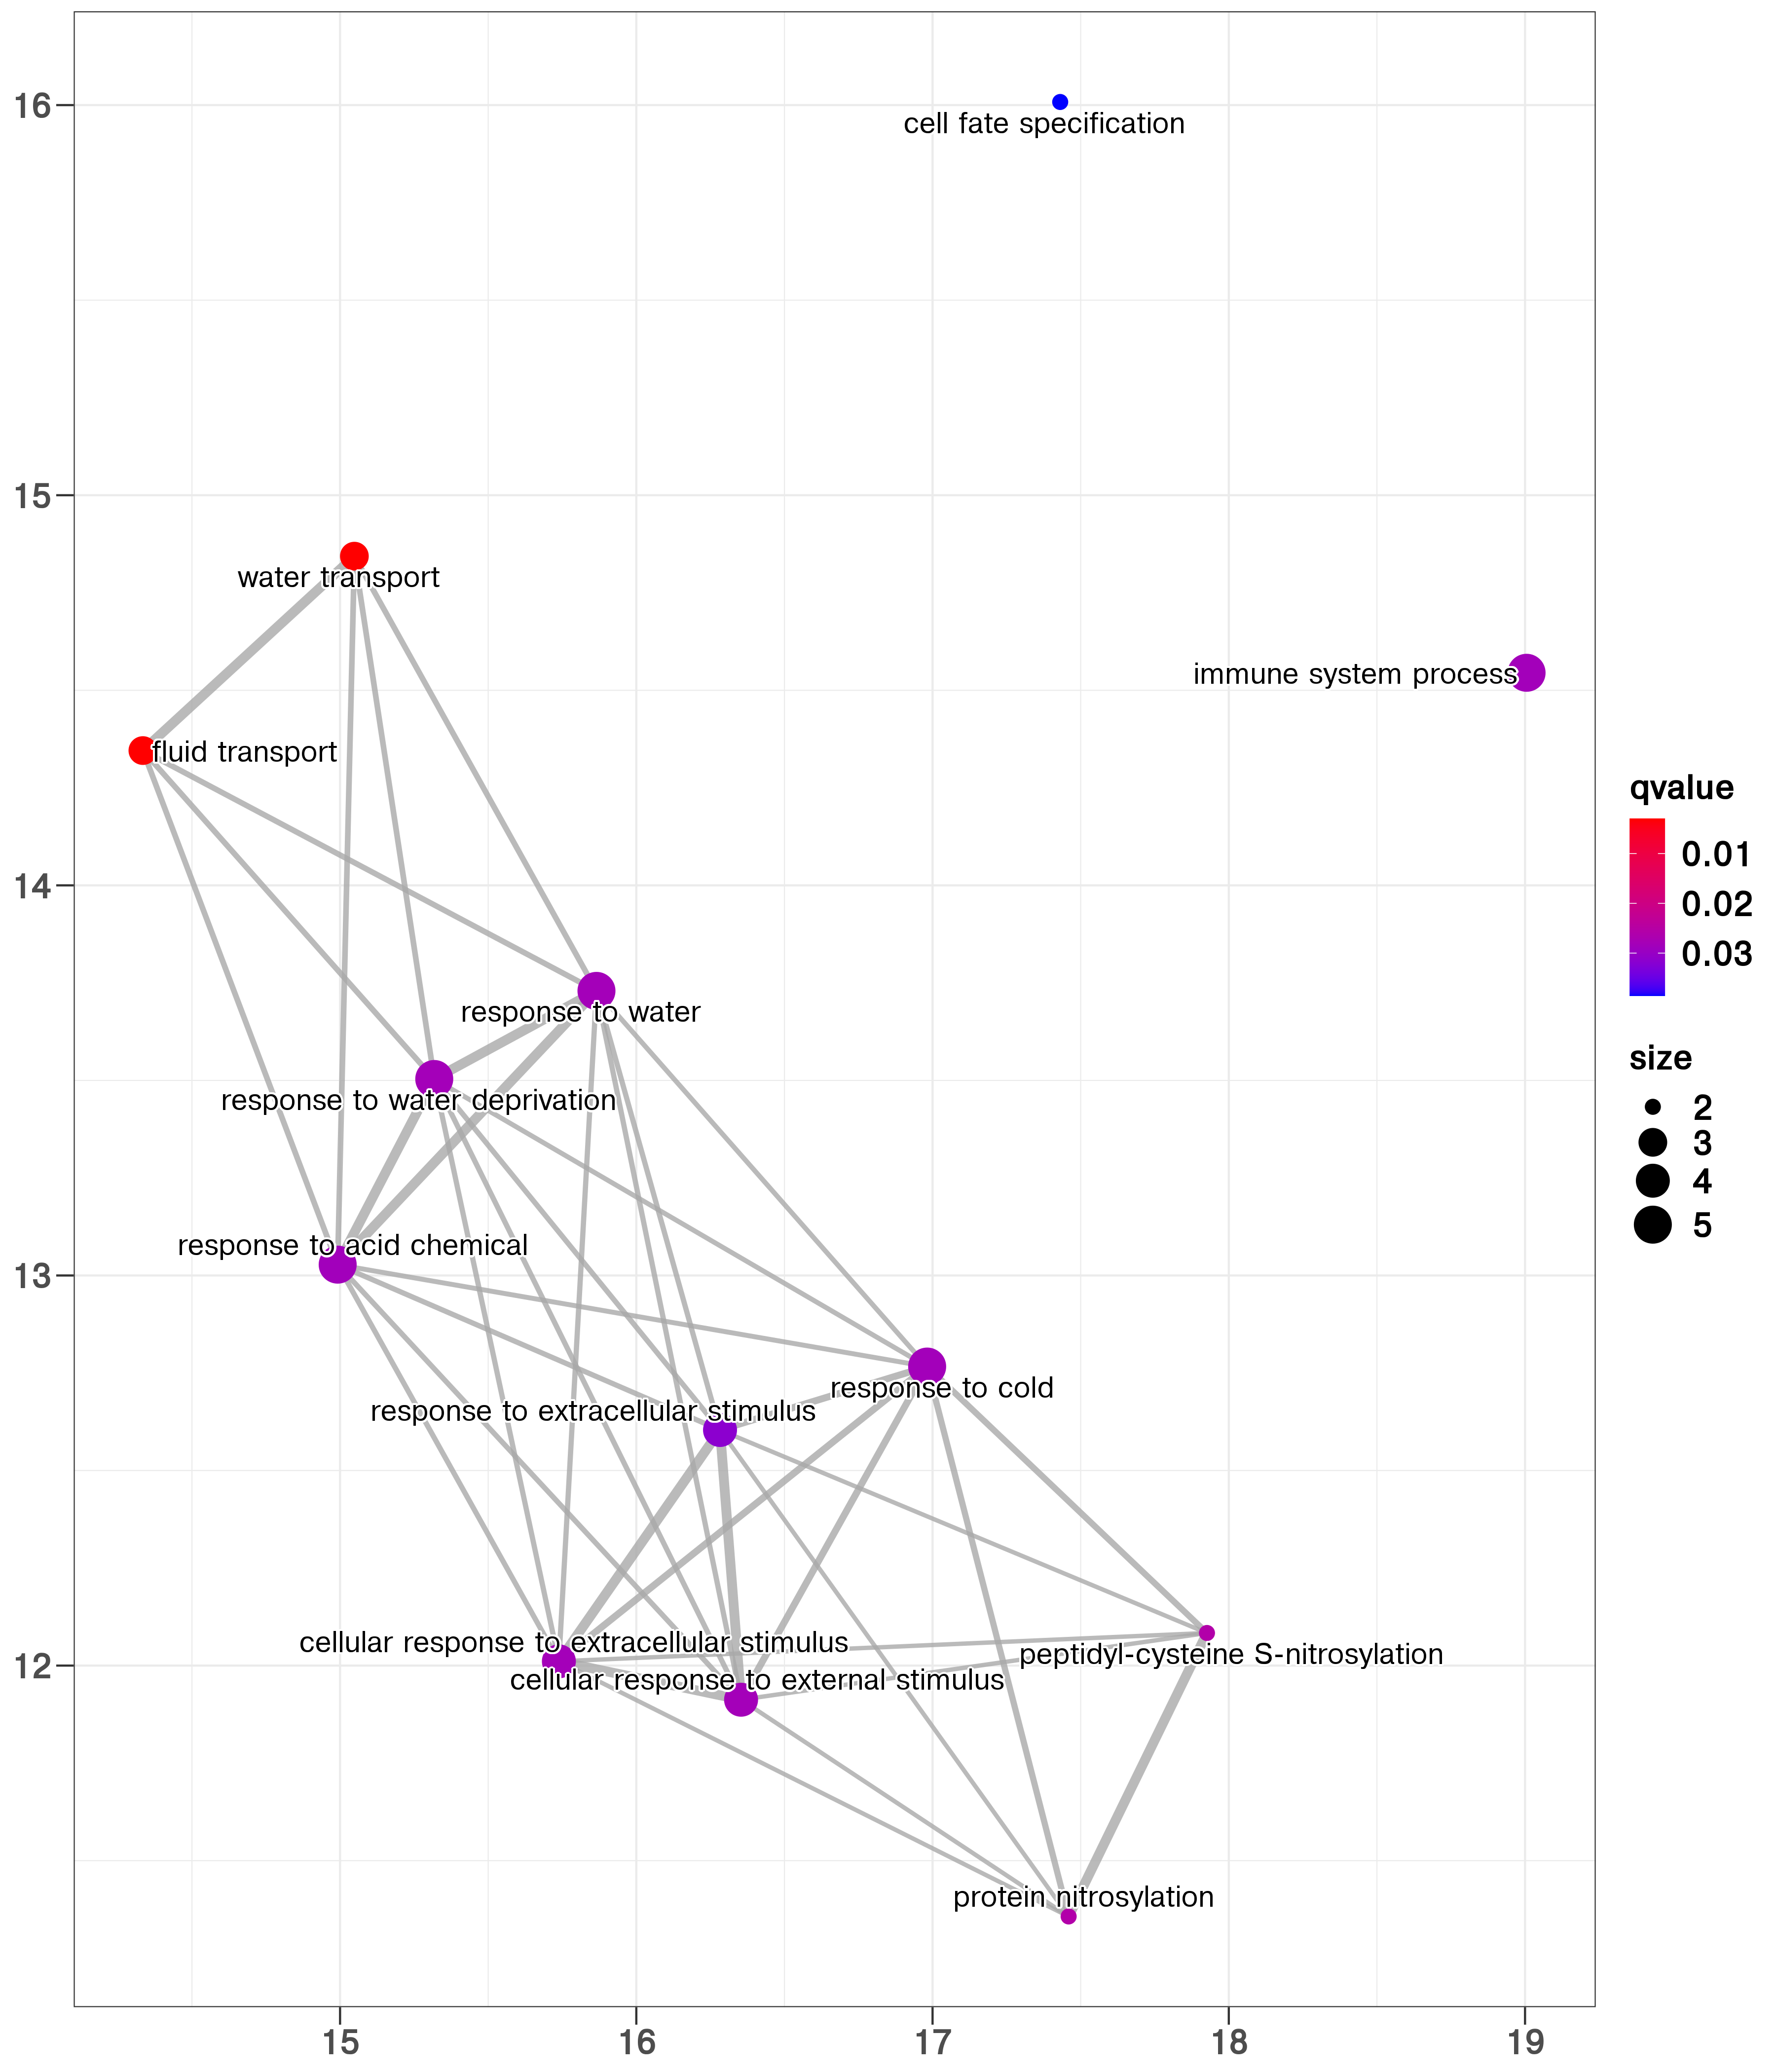 16
cell fate specification
15
water transport
immune system process
fluid transport
qvalue
0.01
14
0.02
0.03
response to water
size
response to water deprivation
2
3
4
5
response to acid chemical
13
response to cold
response to extracellular stimulus
cellular response to extracellular stimulus
peptidyl-cysteine S-nitrosylation
12
cellular response to external stimulus
protein nitrosylation
15 16 17 18 19